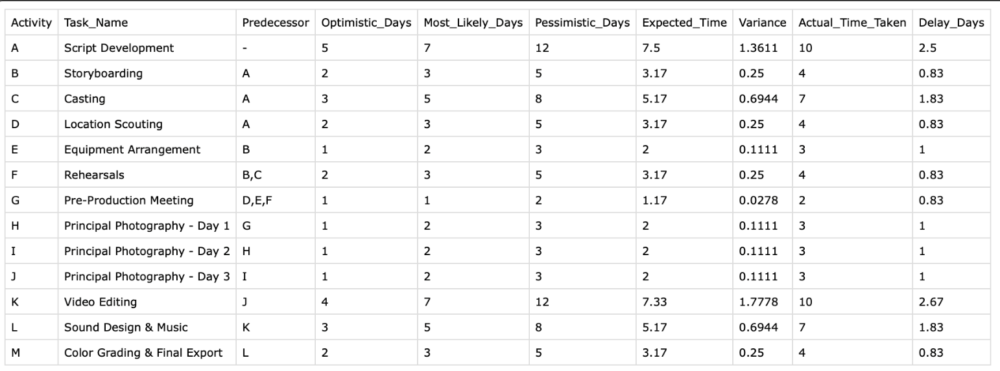 Activity Task_Name Predecessor Optimistic_Days Most_Likely_Days Pessimistic_Days Expected_Time Variance Actual_Time_Taken Delay_Days
A Script Development - 5 7 12 7.5 1.3611 10 2.5
B Storyboarding A 2 3 5 3.17 0.25 4 0.83
C Casting A 3 5 8 5.17 0.6944 7 1.83
D Location Scouting A 2 3 5 3.17 0.25 4 0.83
E Equipment Arrangement B 1 2 3 2 0.1111 3 1
F Rehearsals B,C 2 3 5 3.17 0.25 4 0.83
G Pre-Production Meeting D,E,F 1 1 2 1.17 0.0278 2 0.83
H Principal Photography - Day 1 G 1 2 3 2 0.1111 3 1
I Principal Photography - Day 2 H 1 2 3 2 0.1111 3 1
J Principal Photography - Day 3 I 1 2 3 2 0.1111 3 1
K Video Editing J 4 7 12 7.33 1.7778 10 2.67
L Sound Design & Music K 3 5 8 5.17 0.6944 7 1.83
M Color Grading & Final Export L 2 3 5 3.17 0.25 4 0.83